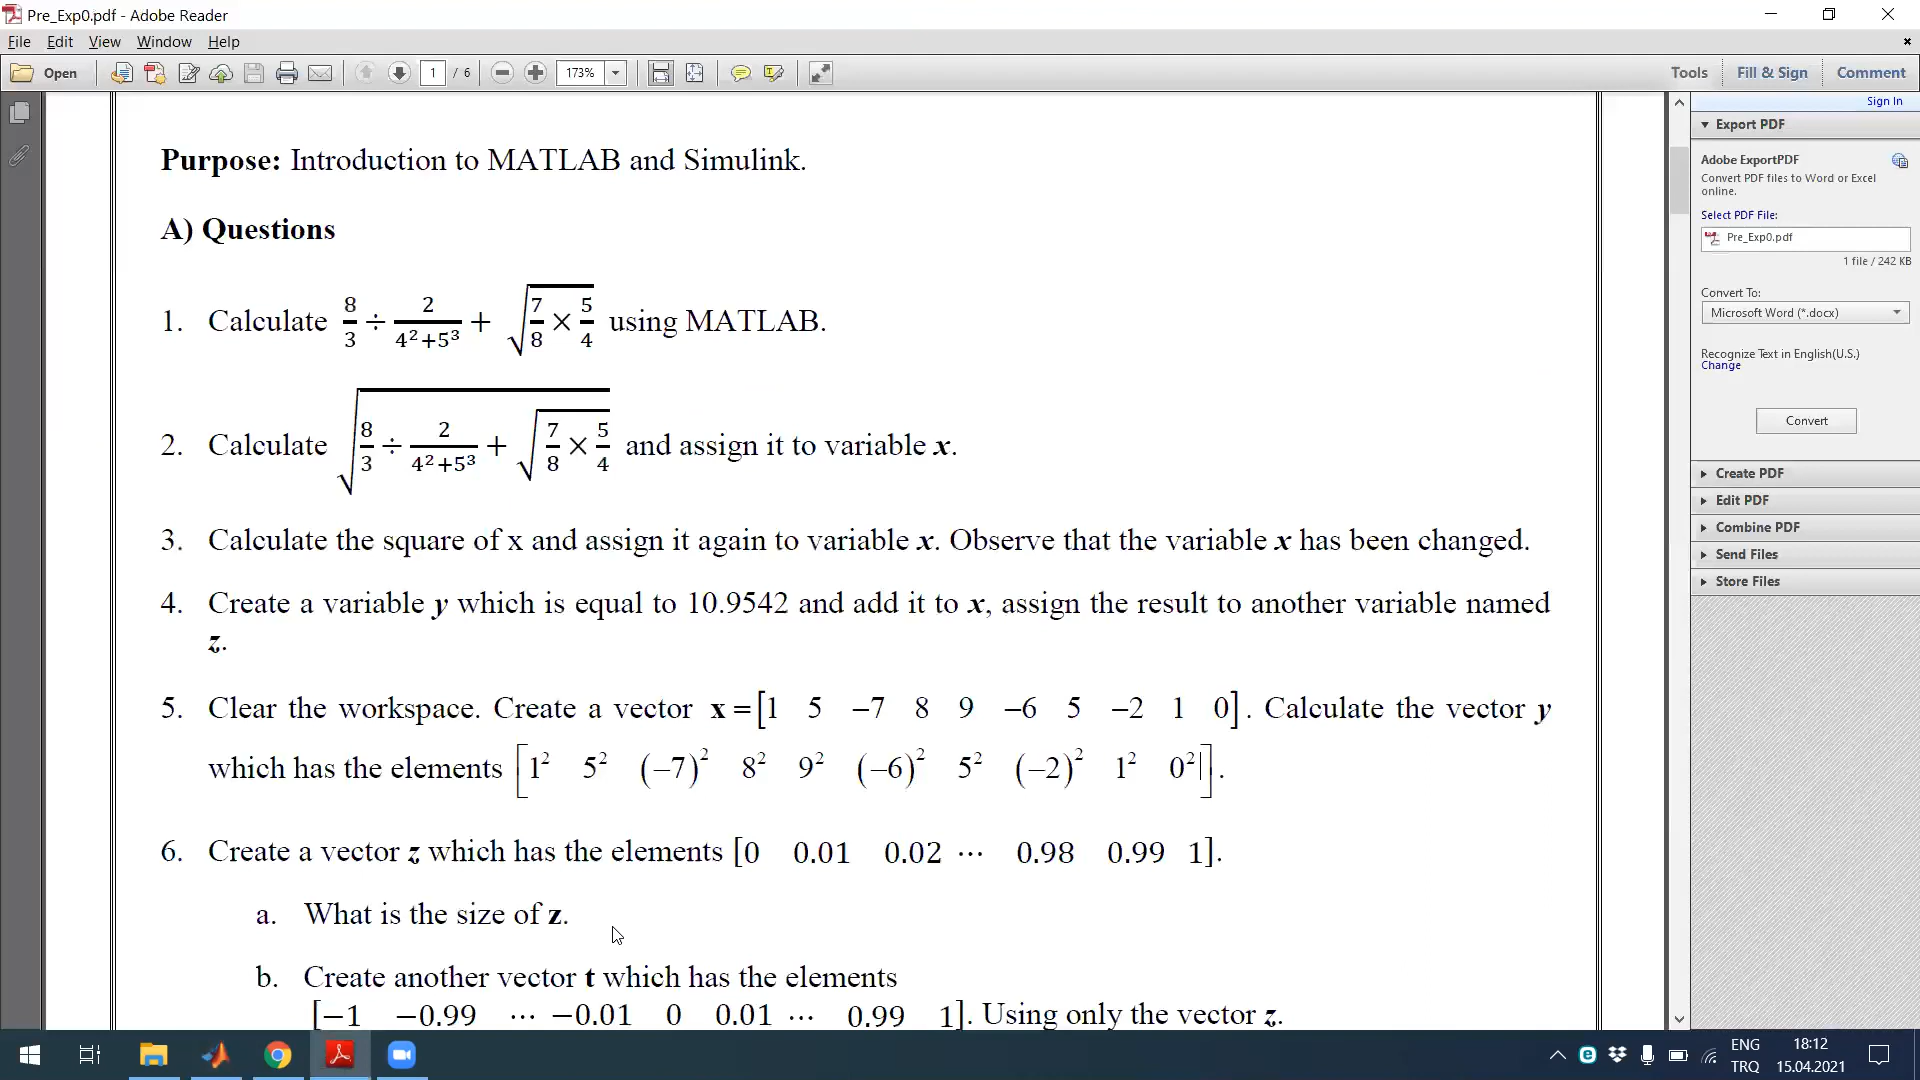 Pre_Exp0.pdf - Adobe Reader
File Edit View Window Help
Open 1 / 6 173% Tools Fill & Sign Comment
Sign In
Purpose: Introduction to MATLAB and Simulink.
A) Questions
1. Calculate 8/3 ÷ 2/(4²+5³) + √(7/8 × 5/4) using MATLAB.
2. Calculate √(8/3 ÷ 2/(4²+5³) + √(7/8 × 5/4)) and assign it to variable x.
3. Calculate the square of x and assign it again to variable x. Observe that the variable x has been changed.
4. Create a variable y which is equal to 10.9542 and add it to x, assign the result to another variable named
z.
5. Clear the workspace. Create a vector x = [1 5 −7 8 9 −6 5 −2 1 0]. Calculate the vector y
which has the elements [1² 5² (−7)² 8² 9² (−6)² 5² (−2)² 1² 0²].
6. Create a vector z which has the elements [0 0.01 0.02 ⋯ 0.98 0.99 1].
a. What is the size of z.
b. Create another vector t which has the elements
[−1 −0.99 ⋯ −0.01 0 0.01 ⋯ 0.99 1]. Using only the vector z.
Export PDF
Adobe ExportPDF
Convert PDF files to Word or Excel
online.
Select PDF File:
Pre_Exp0.pdf
1 file / 242 KB
Convert To:
Microsoft Word (*.docx)
Recognize Text in English(U.S.)
Change
Convert
Create PDF
Edit PDF
Combine PDF
Send Files
Store Files
ENG 18:12
TRQ 15.04.2021